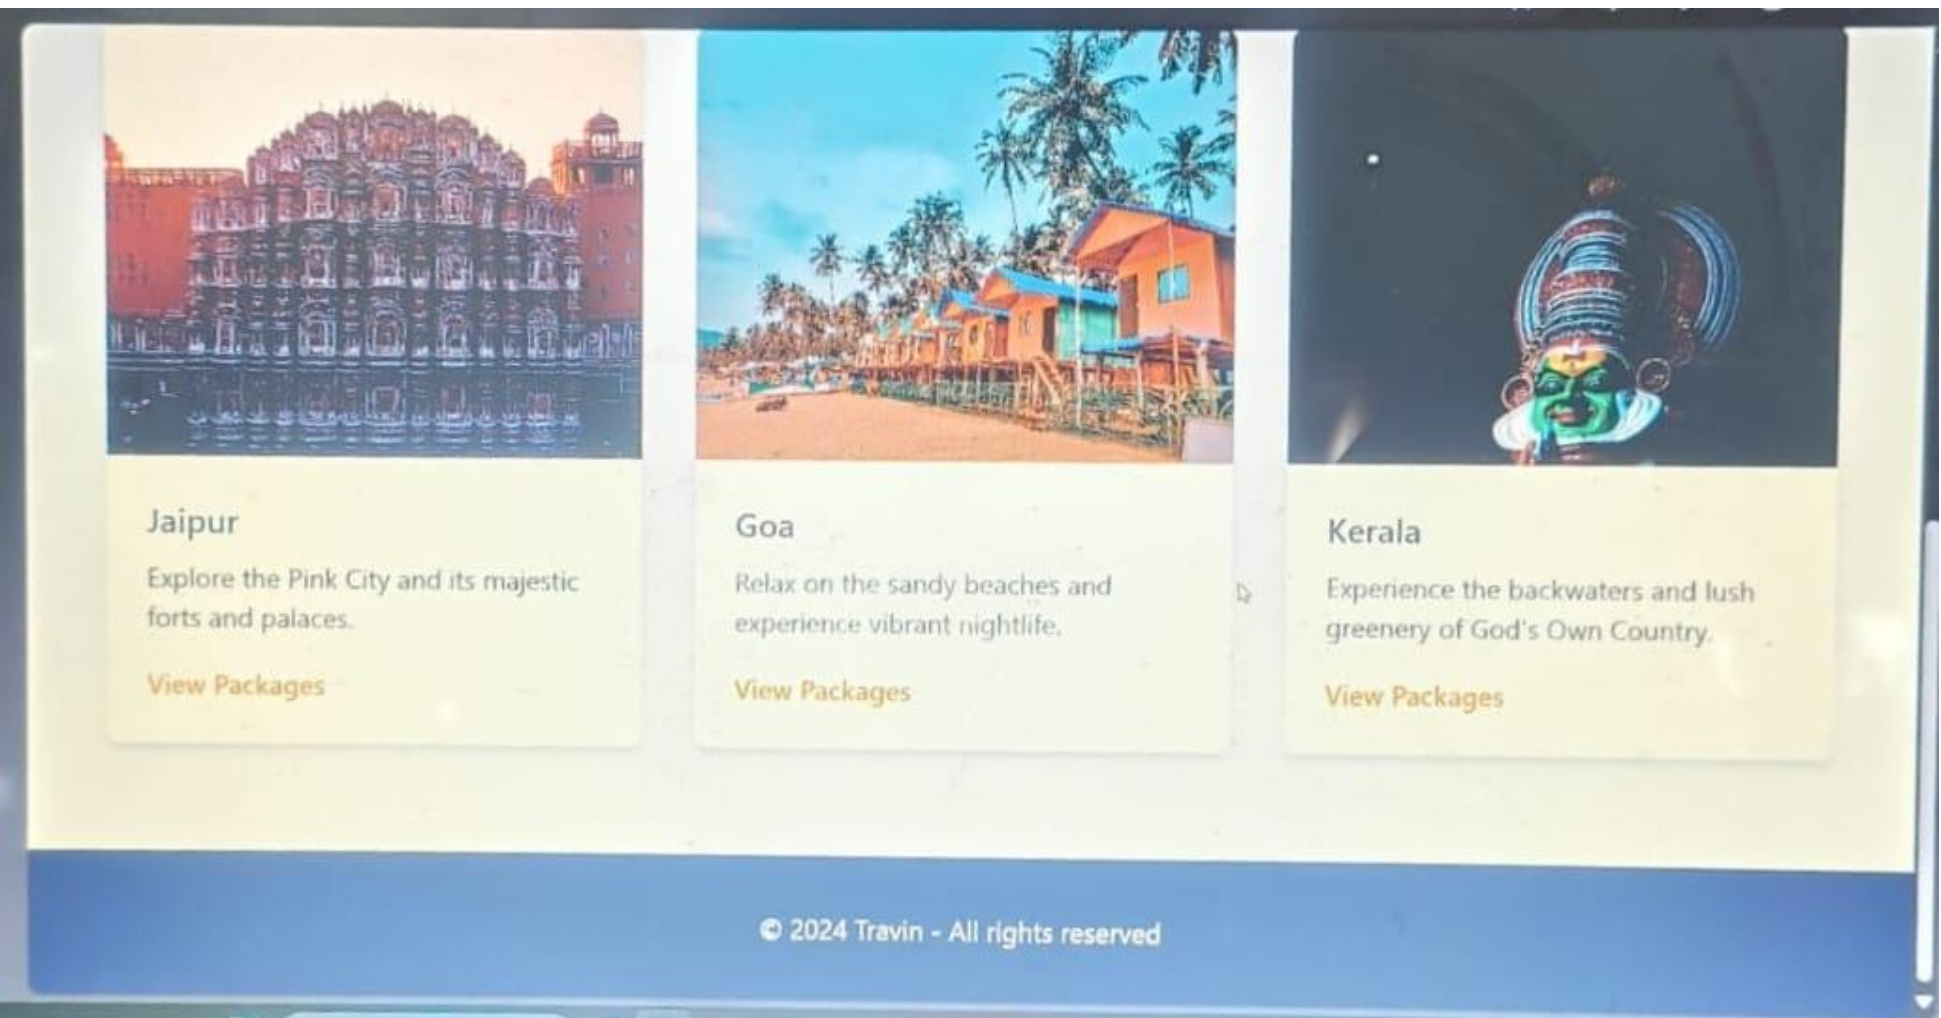 Jaipur
Explore the Pink City and its majestic
forts and palaces.
View Packages
Goa
Relax on the sandy beaches and
experience vibrant nightlife.
View Packages
Kerala
Experience the backwaters and lush
greenery of God's Own Country.
View Packages
© 2024 Travin - All rights reserved